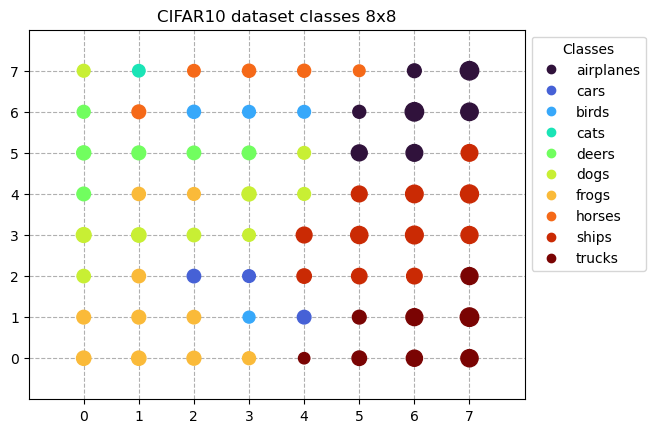 CIFAR10 dataset classes 8x8
7
6
5
4
3
2
1
0
0 1 2 3 4 5 6 7
Classes
airplanes
cars
birds
cats
deers
dogs
frogs
horses
ships
trucks